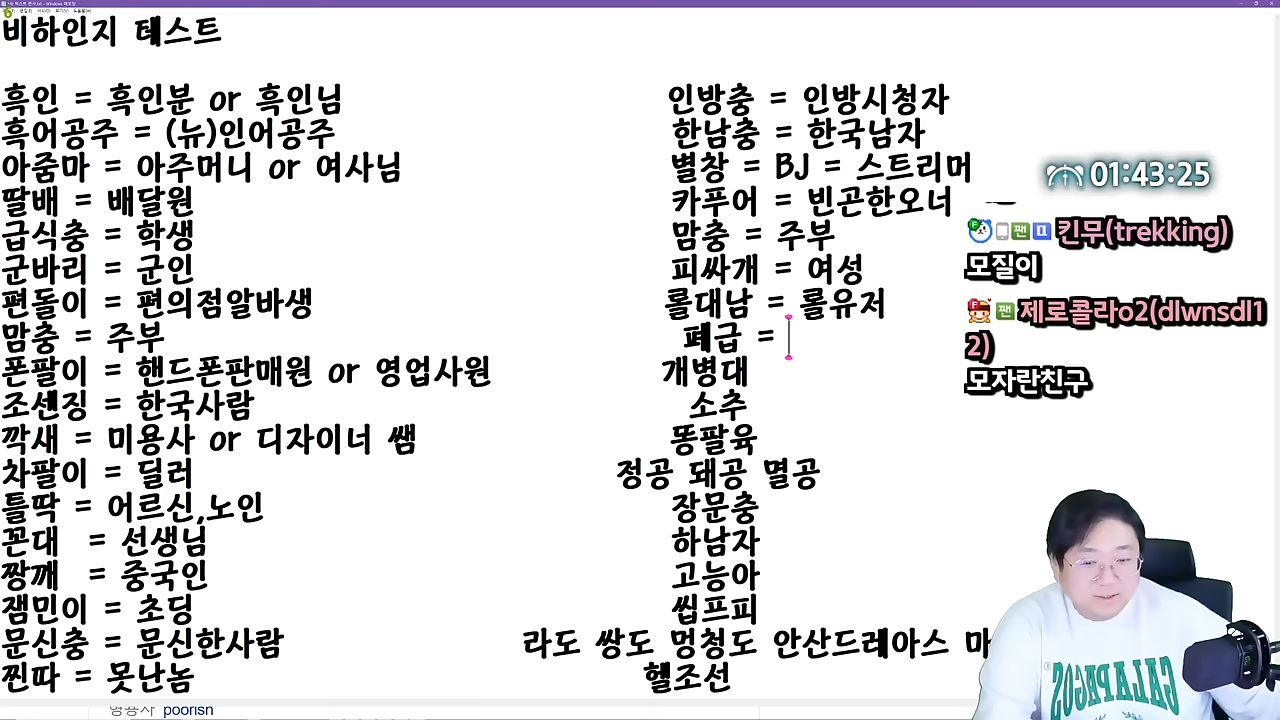 비하인지 테스트
흑인 = 흑인분 or 흑인님
흑어공주 = (뉴)인어공주
아줌마 = 아주머니 or 여사님
딸배 = 배달원
급식충 = 학생
군바리 = 군인
편돌이 = 편의점알바생
맘충 = 주부
폰팔이 = 핸드폰판매원 or 영업사원
조센징 = 한국사람
깍새 = 미용사 or 디자이너 쌤
차팔이 = 딜러
틀딱 = 어르신,노인
꼰대 = 선생님
짱깨 = 중국인
잼민이 = 초딩
문신충 = 문신한사람
찐따 = 못난놈
인방충 = 인방시청자
한남충 = 한국남자
별창 = BJ = 스트리머
카푸어 = 빈곤한오너
맘충 = 주부
피싸개 = 여성
롤대남 = 롤유저
폐급 =
개병대
소추
똥팔육
정공 돼공 멸공
장문충
하남자
고능아
씹프피
라도 쌍도 멍청도 안산드레아스 마
헬조선
01:43:25
팬 킨무(trekking)
모질이
팬 제로콜라o2(dlwnsdl1
2)
모자란친구
CALAPAGOS
poorish